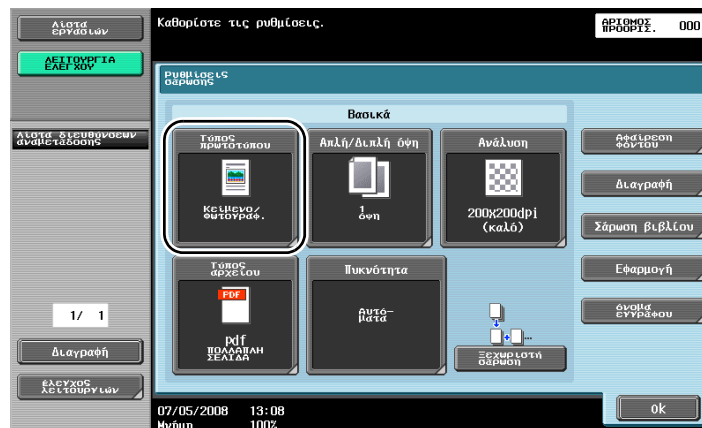 Λίστα
εργασιών
Καθορίστε τις ρυθμίσεις.
ΑΡΙΘΜΟΣ
ΠΡΟΟΡΙΣ.
000
ΛΕΙΤΟΥΡΓΙΑ
ΕΛΕΓΧΟΥ
Ρυθμίσεις
σάρωσης
Βασικά
Λίστα διευθύνσεων
αναμετάδοσης
Τύπος
πρωτοτύπου
Απλή/Διπλή όψη
Ανάλυση
Αφαίρεση
φόντου
Κείμενο/
Φωτογραφ.
1
όψη
200x200dpi
(καλό)
Διαγραφή
Σάρωση βιβλίου
Τύπος
αρχείου
Πυκνότητα
Εφαρμογή
PDF
pdf
ΠΟΛΛΑΠΛΗ
ΣΕΛΙΔΑ
Αυτό-
ματα
όνομα
εγγράφου
1/ 1
Διαγραφή
Ξεχωριστή
σάρωση
έλεγχος
λειτουργιών
07/05/2008 13:08
Μνήμη 100%
ok